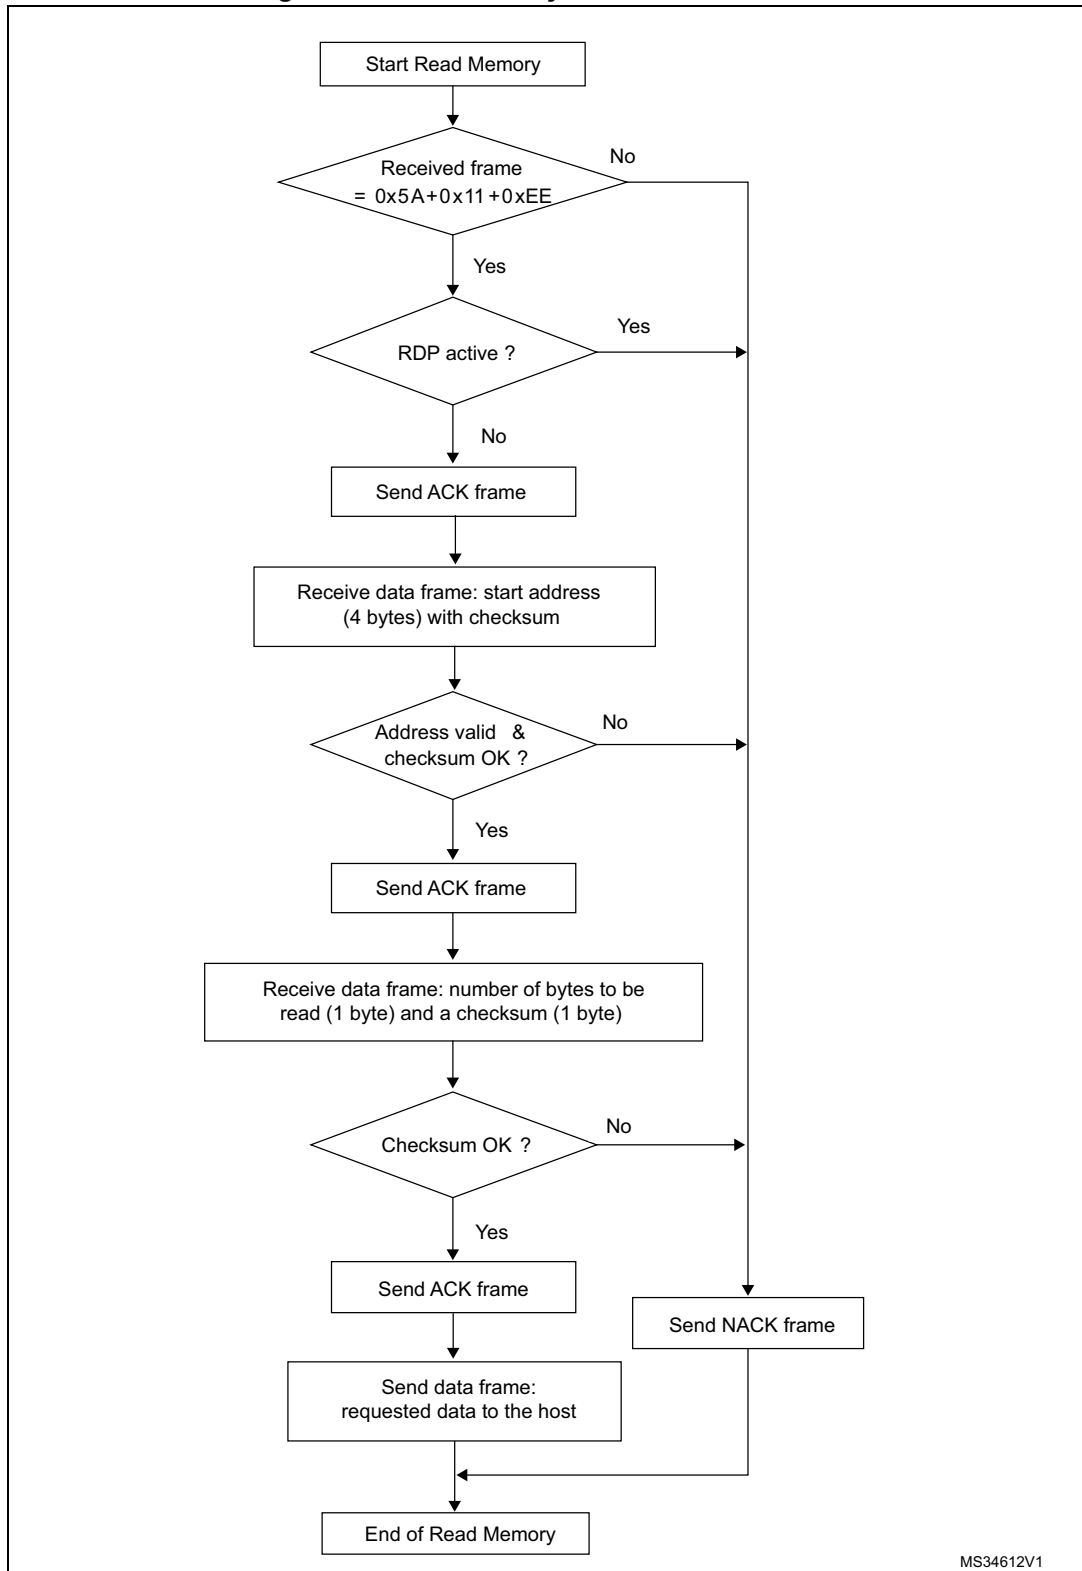 Start Read Memory
Received frame
= 0x5A+0x11+0xEE
No
Yes
RDP active ?
Yes
No
Send ACK frame
Receive data frame: start address
(4 bytes) with checksum
Address valid &
checksum OK ?
No
Yes
Send ACK frame
Receive data frame: number of bytes to be
read (1 byte) and a checksum (1 byte)
Checksum OK ?
No
Yes
Send ACK frame
Send NACK frame
Send data frame:
requested data to the host
End of Read Memory
MS34612V1